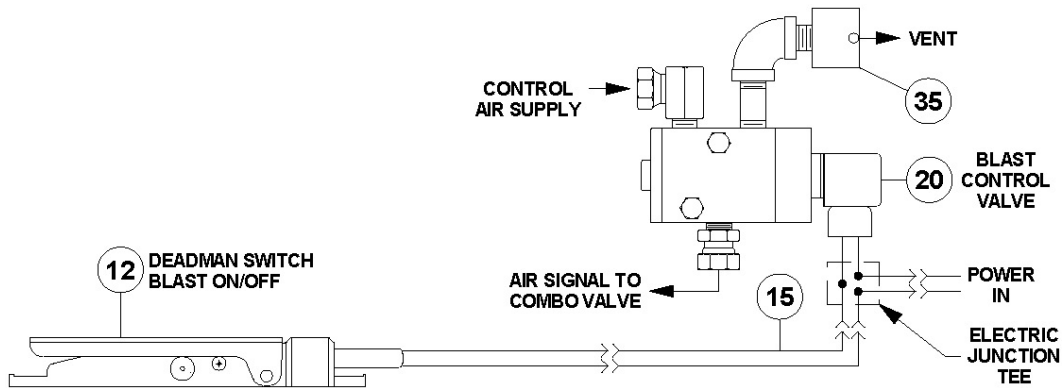 VENT
CONTROL
AIR SUPPLY
35
20
BLAST
CONTROL
VALVE
12
DEADMAN SWITCH
BLAST ON/OFF
AIR SIGNAL TO
COMBO VALVE
15
POWER
IN
ELECTRIC
JUNCTION
TEE